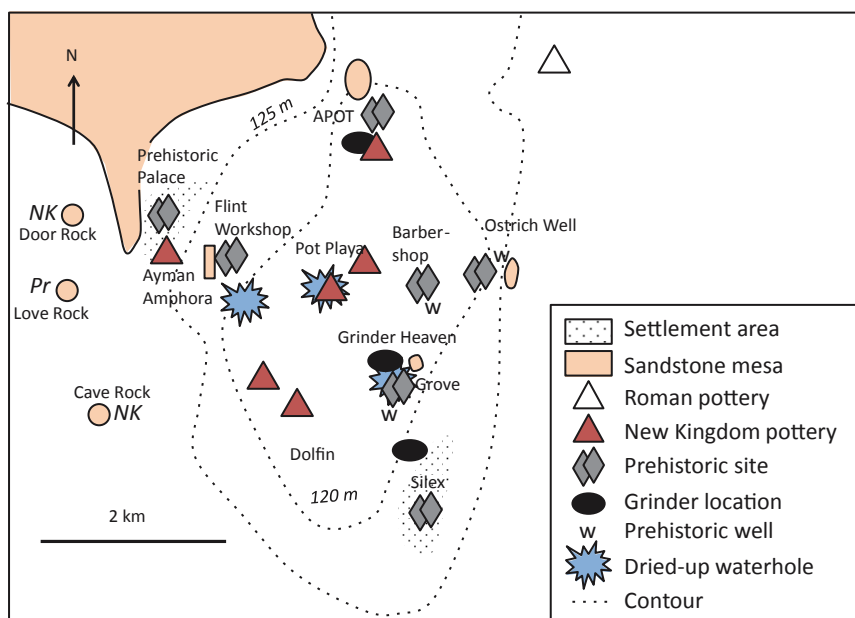 N
125 m
APOT
Prehistoric
Palace
NK
Door Rock
Flint
Workshop
Pot Playa
Barber-
shop
Ostrich Well
w
Ayman
Amphora
Pr
Love Rock
w
Grinder Heaven
Grove
w
Cave Rock
NK
Dolfin
Silex
120 m
2 km
Settlement area
Sandstone mesa
Roman pottery
New Kingdom pottery
Prehistoric site
Grinder location
w Prehistoric well
Dried-up waterhole
Contour